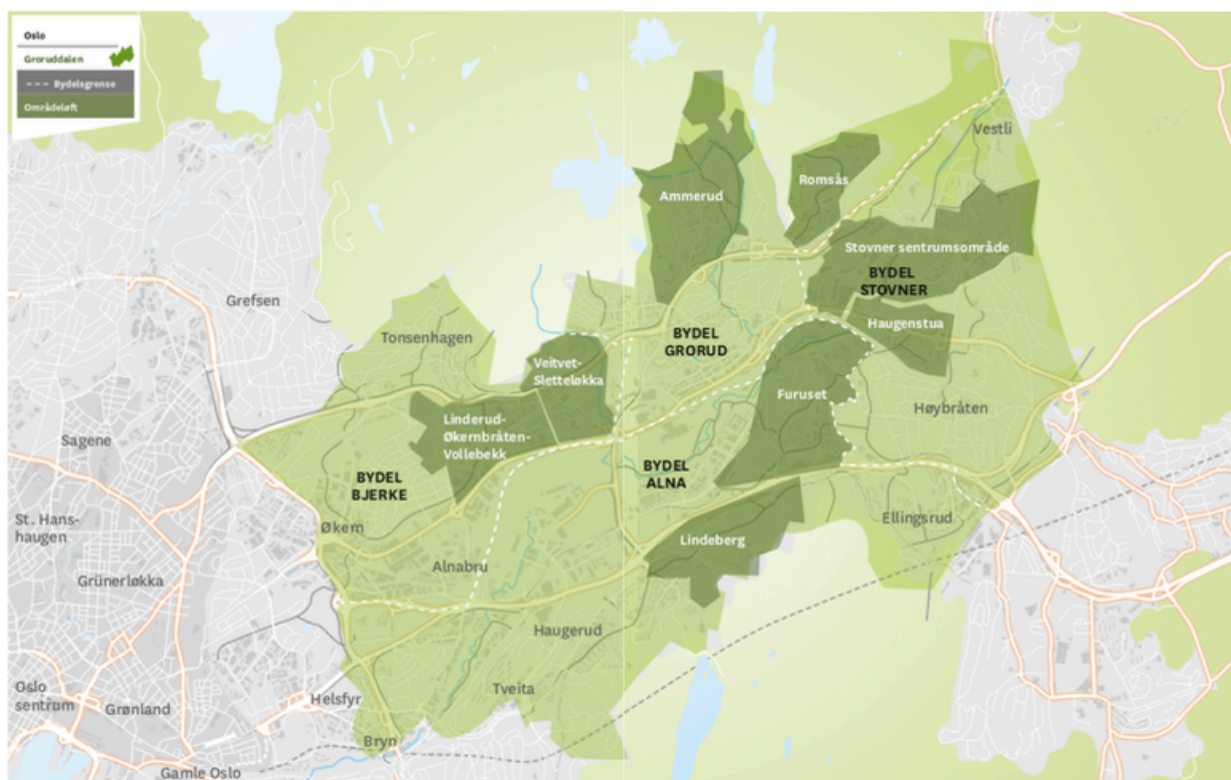 Oslo
Groruddalen
Bydelsgrense
Områdeløft
Vestli
Romsås
Ammerud
Stovner sentrumsområde
BYDEL
STOVNER
Grefsen
Tonsenhagen
BYDEL
GRORUD
Haugenstua
Veitvet-
Sletteløkka
Furuset
Høybråten
Linderud-
Økernbråten-
Vollebekk
Sagene
BYDEL
BJERKE
BYDEL
ALNA
St. Hans-
haugen
Økern
Ellingsrud
Lindeberg
Alnabru
Grünerløkka
Haugerud
Tveita
Oslo
sentrum
Grønland
Helsfyr
Bryn
Gamle Oslo